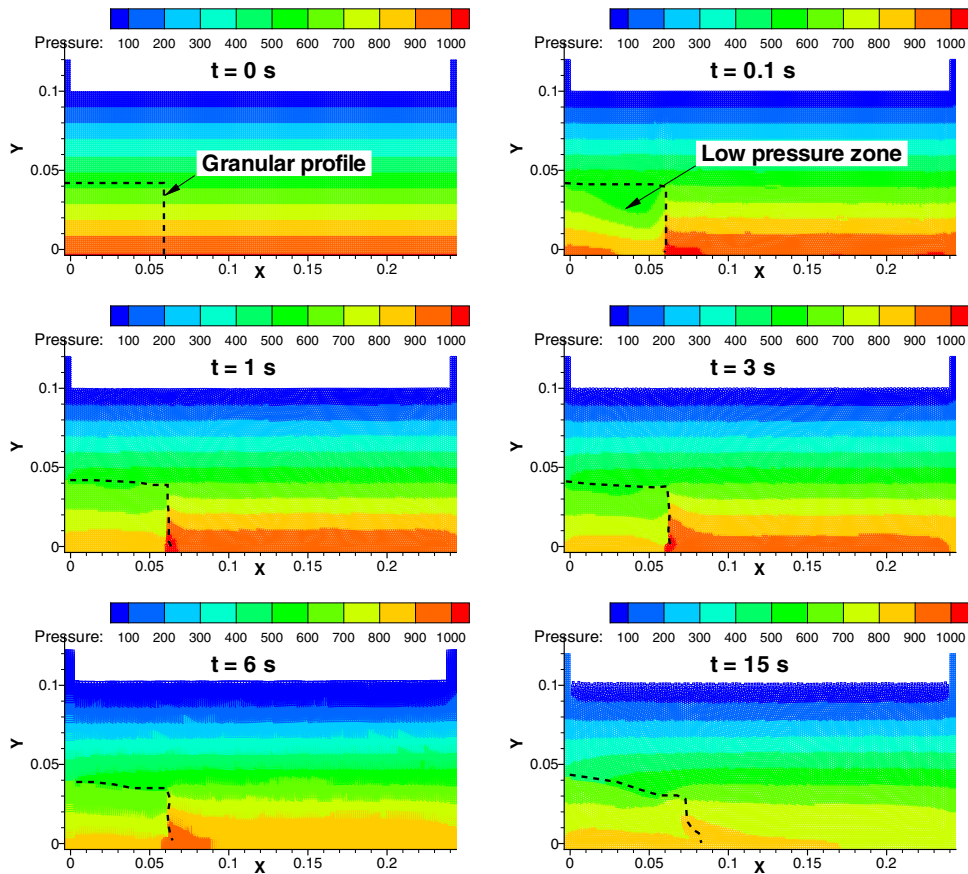 Pressure: 100 200 300 400 500 600 700 800 900 1000
t = 0 s
0.1
Y
Granular profile
0.05
0
0 0.05 0.1 0.15 0.2
X
Pressure: 100 200 300 400 500 600 700 800 900 1000
t = 0.1 s
0.1
Y
Low pressure zone
0.05
0
0 0.05 0.1 0.15 0.2
X
Pressure: 100 200 300 400 500 600 700 800 900 1000
t = 1 s
0.1
Y
0.05
0
0 0.05 0.1 0.15 0.2
X
Pressure: 100 200 300 400 500 600 700 800 900 1000
t = 3 s
0.1
Y
0.05
0
0 0.05 0.1 0.15 0.2
X
Pressure: 100 200 300 400 500 600 700 800 900 1000
t = 6 s
0.1
Y
0.05
0
0 0.05 0.1 0.15 0.2
X
Pressure: 100 200 300 400 500 600 700 800 900 1000
t = 15 s
0.1
Y
0.05
0
0 0.05 0.1 0.15 0.2
X